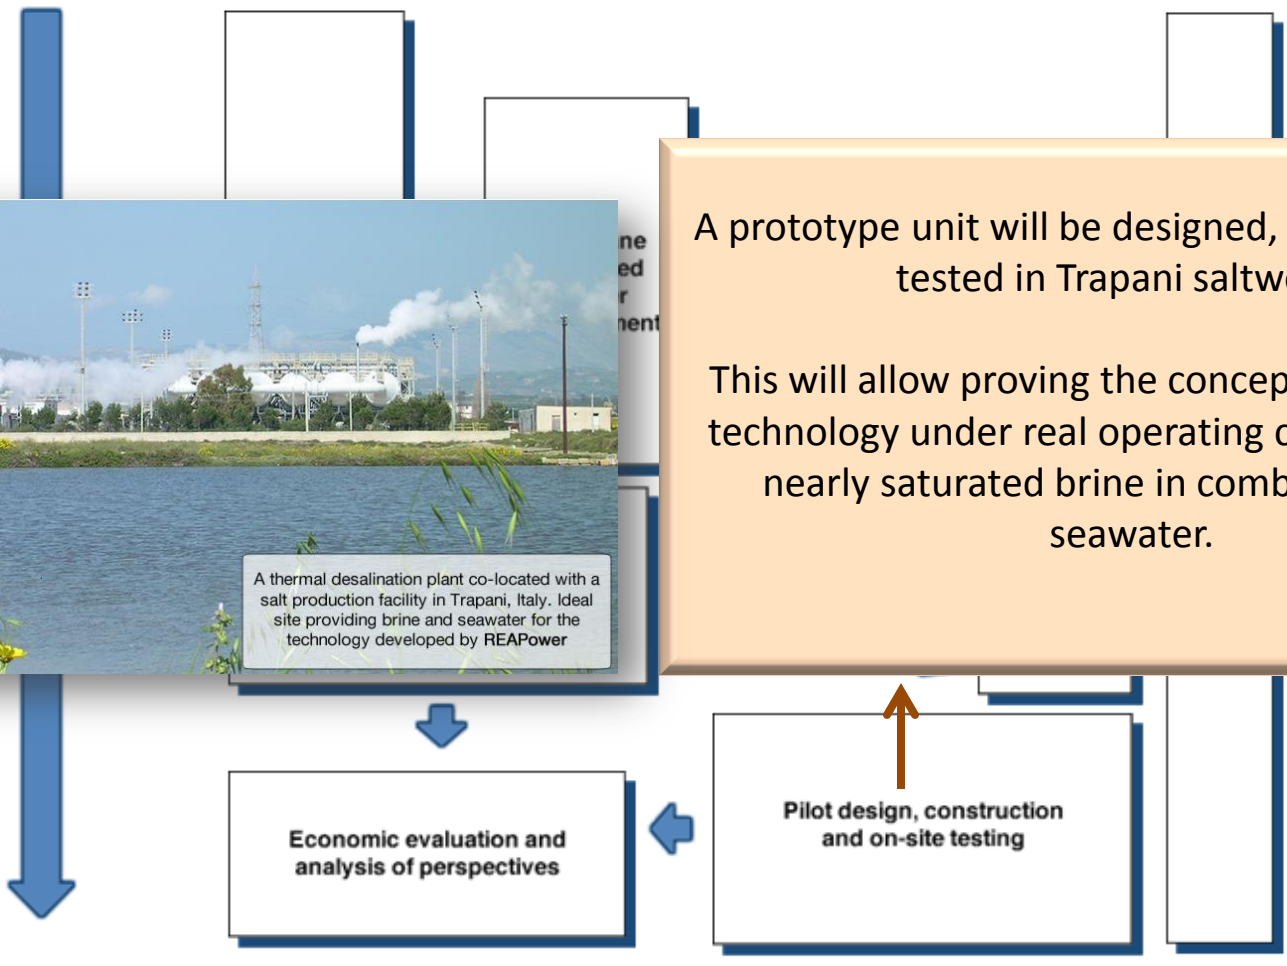 ne
ed
r
nent
A prototype unit will be designed,
tested in Trapani saltw
This will allow proving the concep
technology under real operating
nearly saturated brine in comb
seawater.
A thermal desalination plant co-located with a
salt production facility in Trapani, Italy. Ideal
site providing brine and seawater for the
technology developed by REAPower
Pilot design, construction
and on-site testing
Economic evaluation and
analysis of perspectives